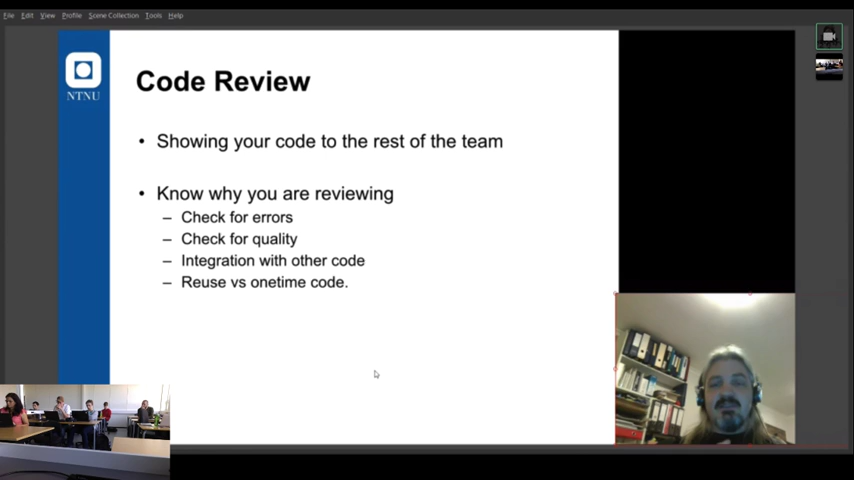 File Edit View Profile Scene Collection Tools Help
NTNU
Code Review
• Showing your code to the rest of the team
• Know why you are reviewing
– Check for errors
– Check for quality
– Integration with other code
– Reuse vs onetime code.